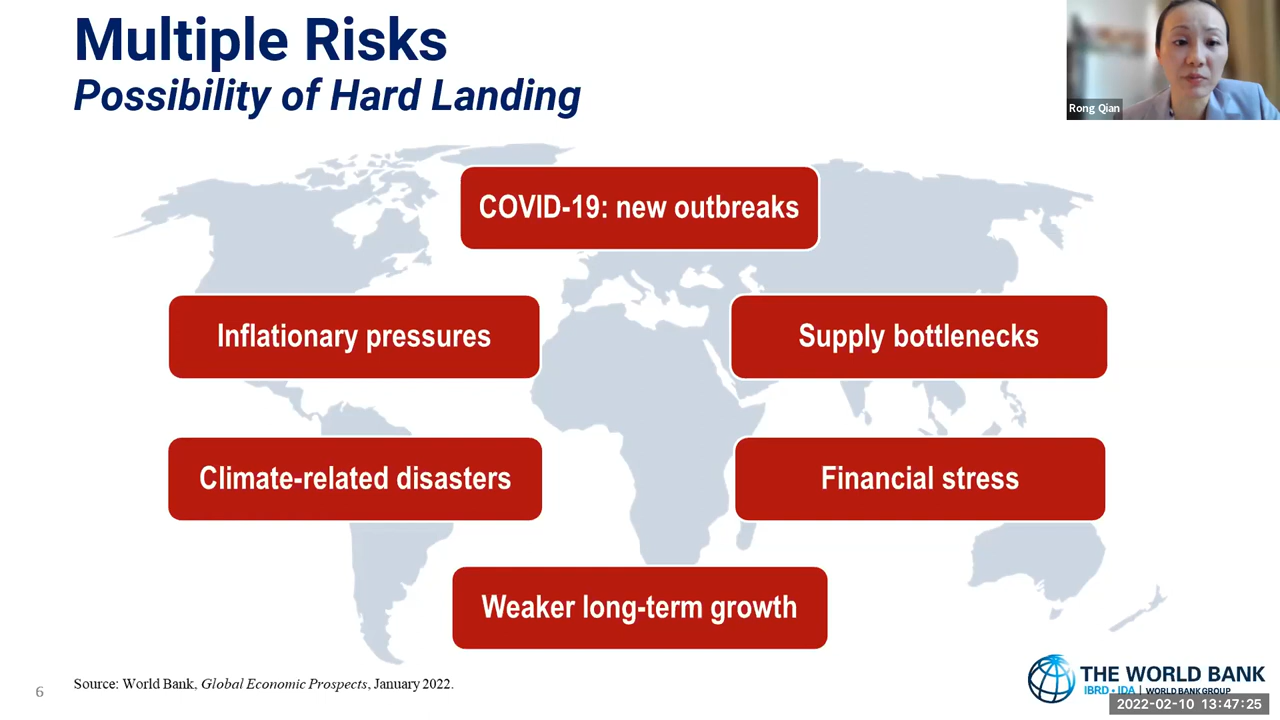 Multiple Risks
Possibility of Hard Landing
Rong Qian
COVID-19: new outbreaks
Inflationary pressures
Supply bottlenecks
Climate-related disasters
Financial stress
Weaker long-term growth
6
Source: World Bank, Global Economic Prospects, January 2022.
THE WORLD BANK
IBRD • IDA | WORLD BANK GROUP
2022-02-10 13:47:25